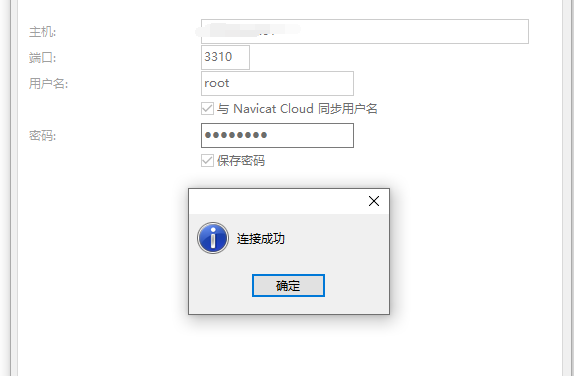 主机:
端口: 3310
用户名: root
与 Navicat Cloud 同步用户名
密码: ●●●●●●●●
保存密码
连接成功
确定